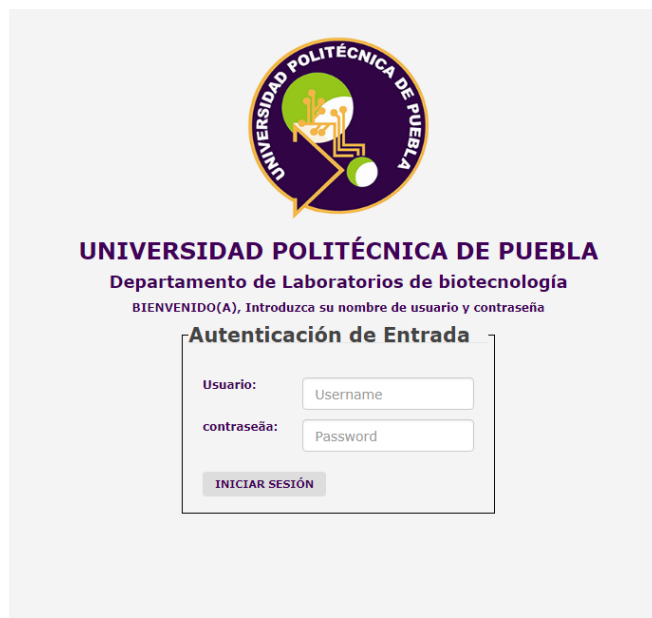 UNIVERSIDAD POLITÉCNICA DE PUEBLA
UNIVERSIDAD POLITÉCNICA DE PUEBLA
Departamento de Laboratorios de biotecnología
BIENVENIDO(A), Introduzca su nombre de usuario y contraseña
Autenticación de Entrada
Usuario:
Username
contraseãa:
Password
INICIAR SESIÓN